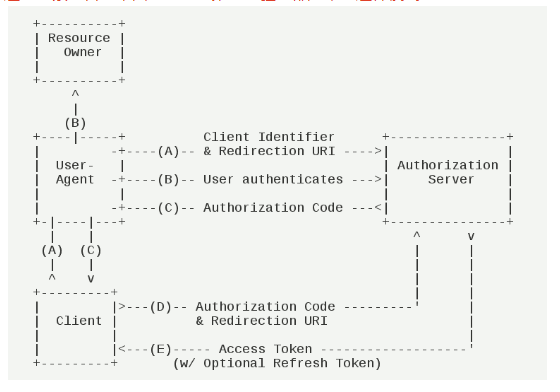 +----------+
| Resource |
|   Owner  |
|          |
+----------+
     ^
     |
    (B)
+----|-----+          Client Identifier      +---------------+
|         -+----(A)-- & Redirection URI ---->|               |
|  User-   |                                 | Authorization |
|  Agent  -+----(B)-- User authenticates --->|     Server    |
|          |                                 |               |
|         -+----(C)-- Authorization Code ---<|               |
+-|----|---+                                 +---------------+
  |    |                                         ^      v
 (A)  (C)                                        |      |
  |    |                                         |      |
  ^    v                                         |      |
+---------+                                      |      |
|         |>---(D)-- Authorization Code ---------'      |
|  Client |          & Redirection URI                  |
|         |                                             |
|         |<---(E)----- Access Token -------------------'
+---------+       (w/ Optional Refresh Token)